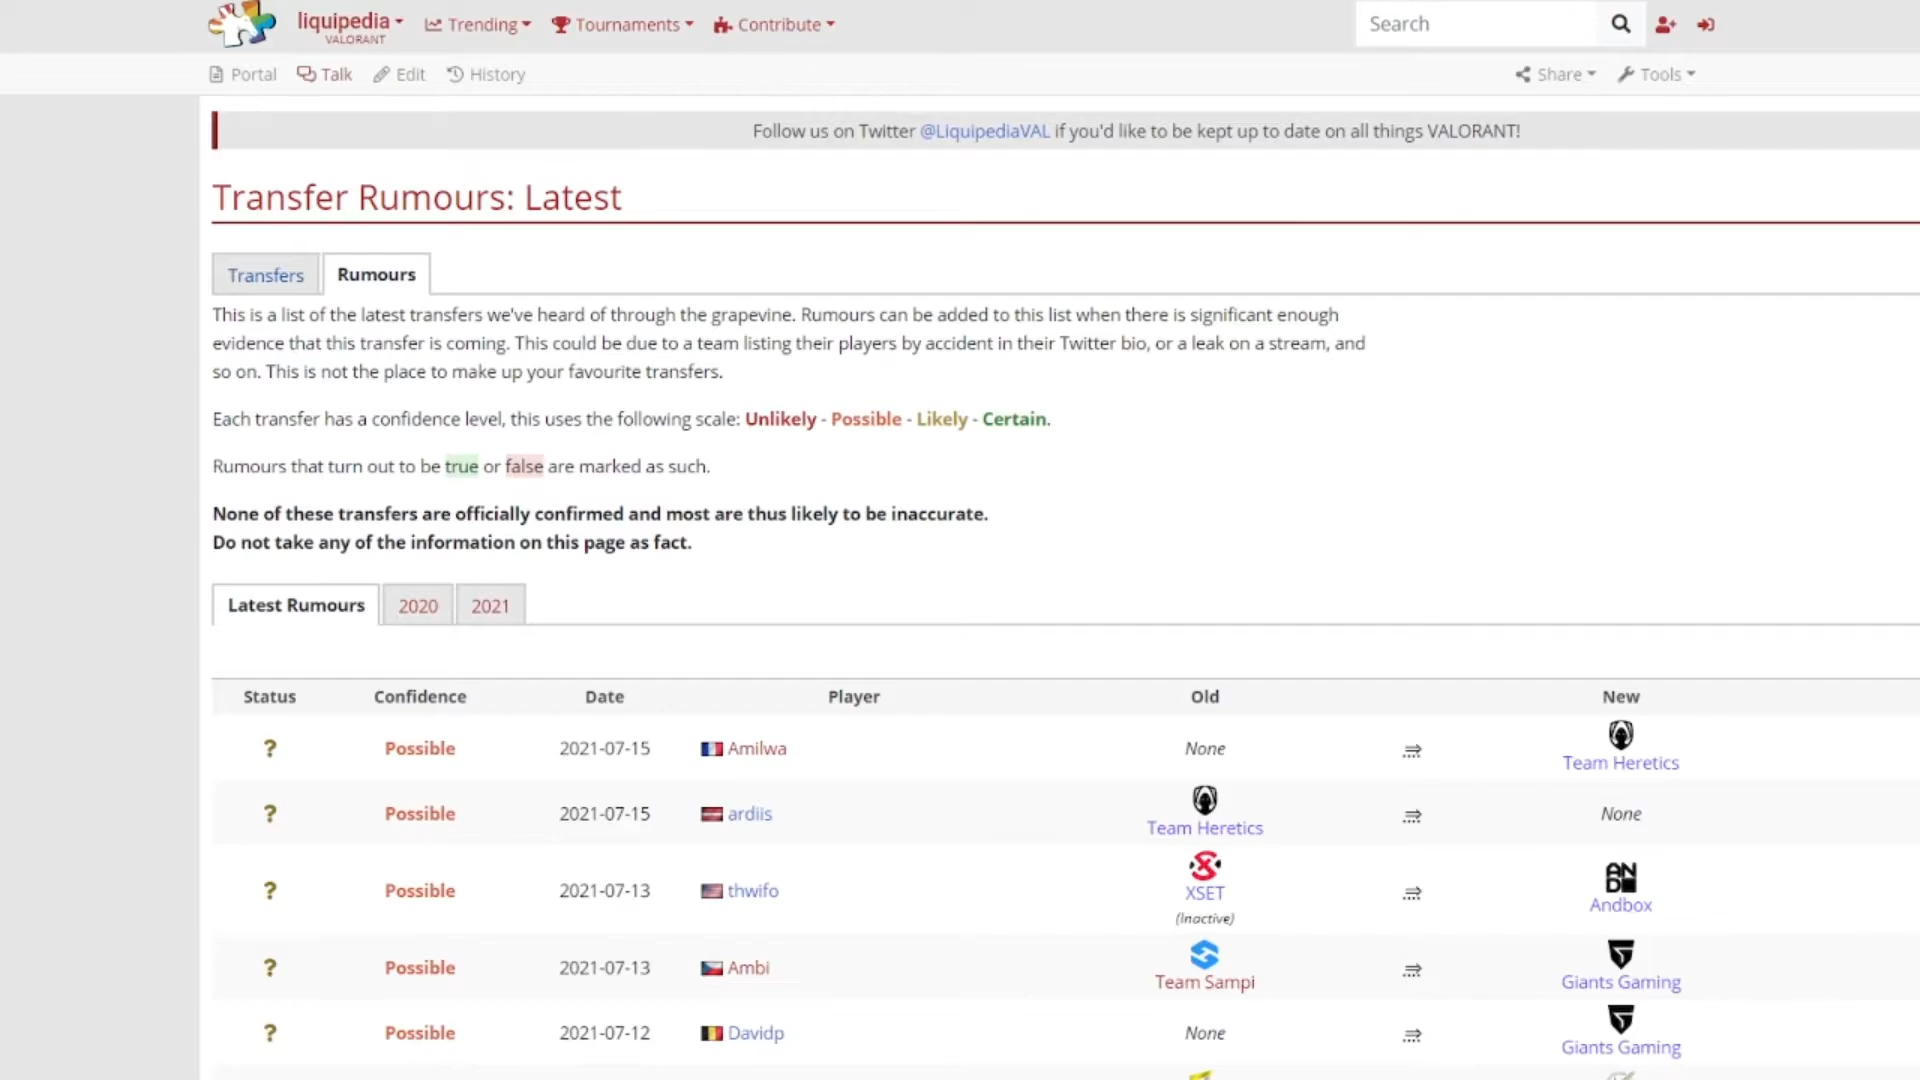 liquipedia
VALORANT
Trending
Tournaments
Contribute
Search
Portal
Talk
Edit
History
Share
Tools
Follow us on Twitter @LiquipediaVAL if you'd like to be kept up to date on all things VALORANT!
Transfer Rumours: Latest
Transfers
Rumours
This is a list of the latest transfers we've heard of through the grapevine. Rumours can be added to this list when there is significant enough
evidence that this transfer is coming. This could be due to a team listing their players by accident in their Twitter bio, or a leak on a stream, and
so on. This is not the place to make up your favourite transfers.
Each transfer has a confidence level, this uses the following scale: Unlikely - Possible - Likely - Certain.
Rumours that turn out to be true or false are marked as such.
None of these transfers are officially confirmed and most are thus likely to be inaccurate.
Do not take any of the information on this page as fact.
Latest Rumours
2020
2021
Status Confidence Date Player Old New
? Possible 2021-07-15 Amilwa None Team Heretics
? Possible 2021-07-15 ardiis Team Heretics None
? Possible 2021-07-13 thwifo XSET (Inactive) AND Andbox
? Possible 2021-07-13 Ambi Team Sampi Giants Gaming
? Possible 2021-07-12 Davidp None Giants Gaming